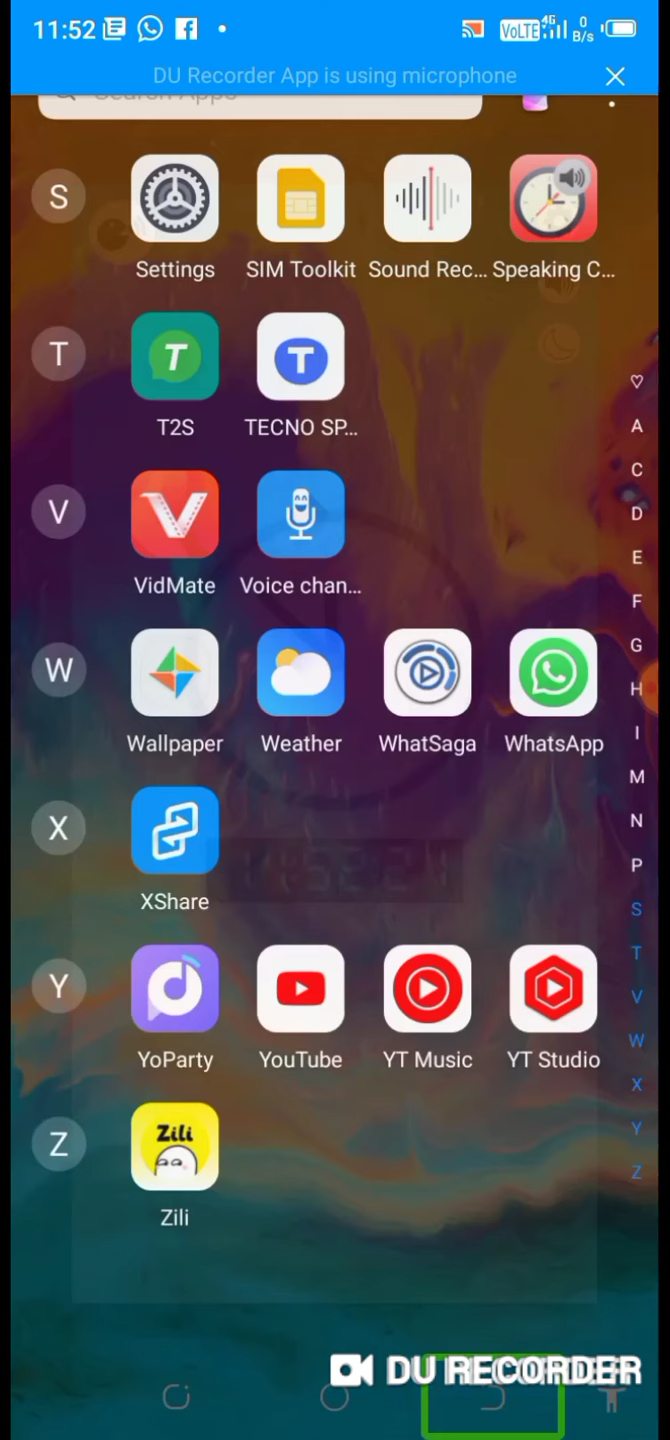 11:52 VoLTE 4G 0 B/s
DU Recorder App is using microphone
Search Apps
S
Settings SIM Toolkit Sound Rec... Speaking C...
T
T2S TECNO SP...
V
VidMate Voice chan...
W
Wallpaper Weather WhatSaga WhatsApp
X
XShare
Y
YoParty YouTube YT Music YT Studio
Z
Zili
Zili
A
C
D
E
F
G
H
I
M
N
P
S
T
V
W
X
Y
Z
DU RECORDER